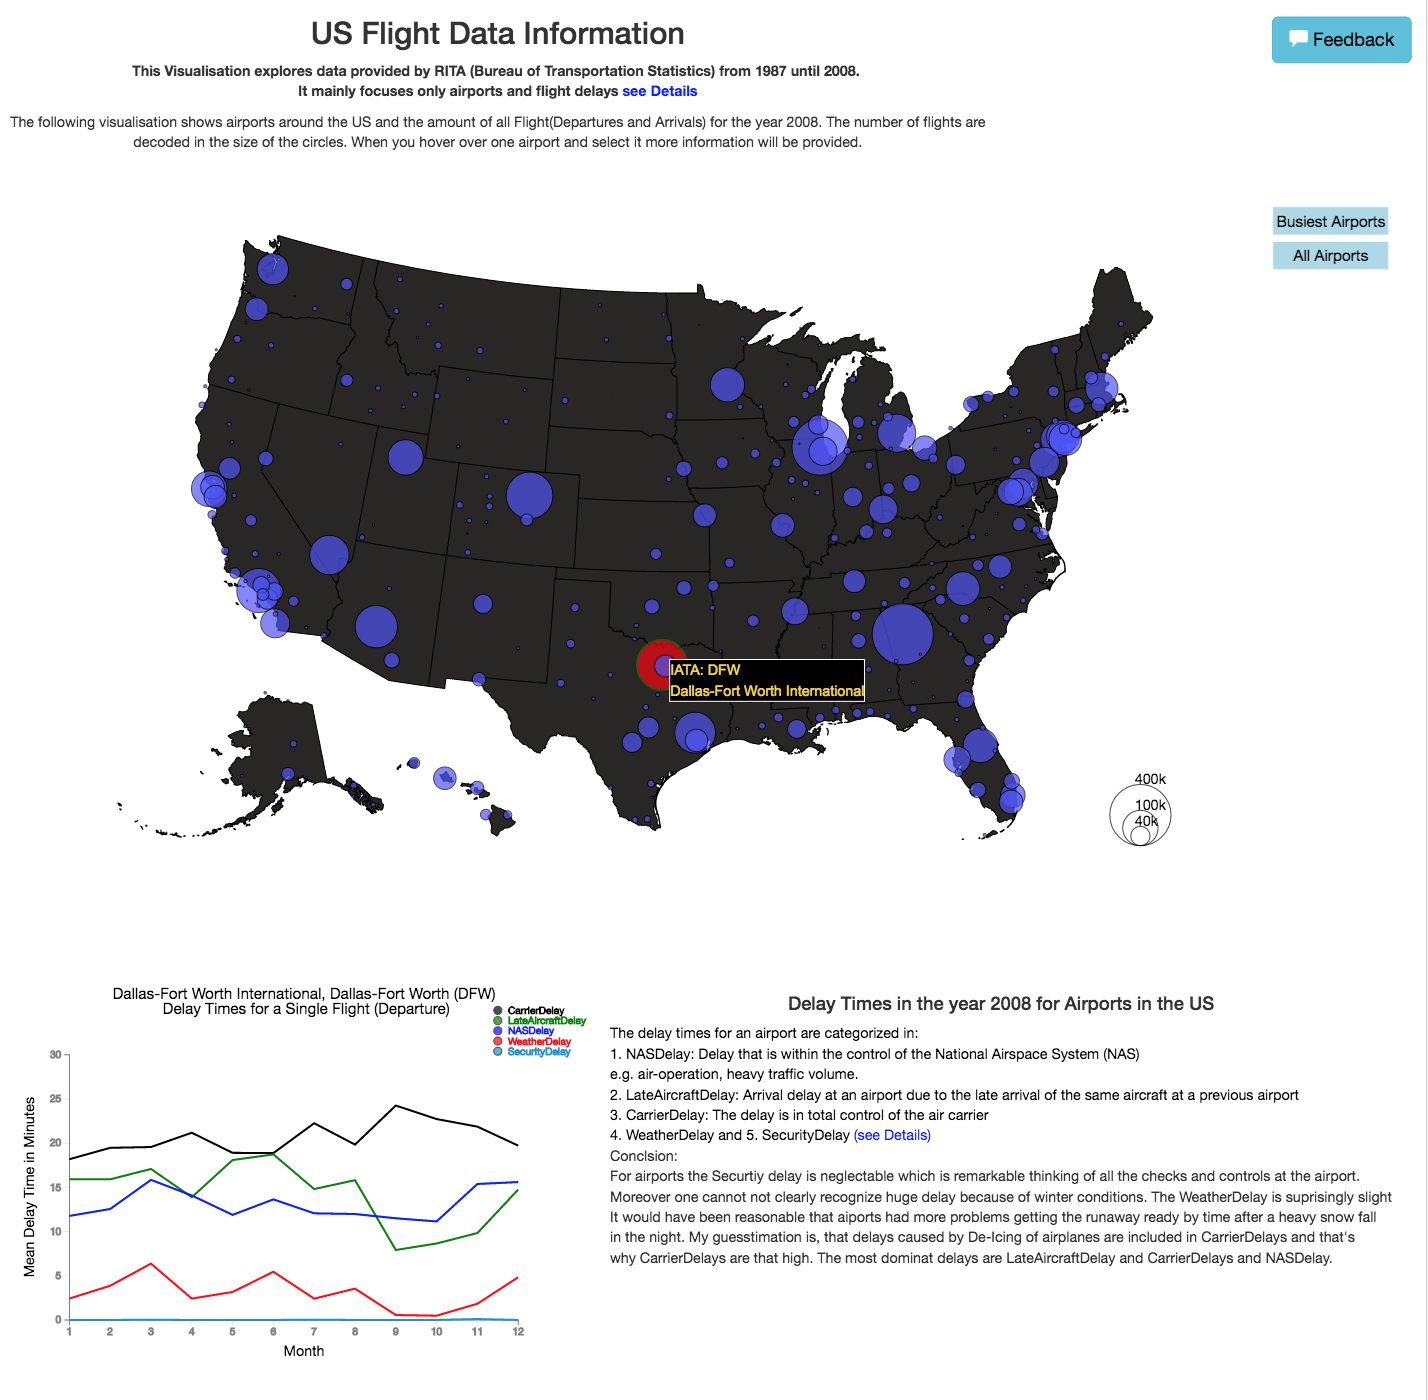 US Flight Data Information
Feedback
This Visualisation explores data provided by RITA (Bureau of Transportation Statistics) from 1987 until 2008.
It mainly focuses only airports and flight delays see Details
The following visualisation shows airports around the US and the amount of all Flight(Departures and Arrivals) for the year 2008. The number of flights are
decoded in the size of the circles. When you hover over one airport and select it more information will be provided.
Busiest Airports
All Airports
IATA: DFW
Dallas-Fort Worth International
400k
100k
40k
Dallas-Fort Worth International, Dallas-Fort Worth (DFW)
Delay Times for a Single Flight (Departure)
CarrierDelay
LateAircraftDelay
NASDelay
WeatherDelay
SecurityDelay
30
25
20
15
10
5
0
Mean Delay Time in Minutes
1 2 3 4 5 6 7 8 9 10 11 12
Month
Delay Times in the year 2008 for Airports in the US
The delay times for an airport are categorized in:
1. NASDelay: Delay that is within the control of the National Airspace System (NAS)
e.g. air-operation, heavy traffic volume.
2. LateAircraftDelay: Arrival delay at an airport due to the late arrival of the same aircraft at a previous airport
3. CarrierDelay: The delay is in total control of the air carrier
4. WeatherDelay and 5. SecurityDelay (see Details)
Conclsion:
For airports the Securtiy delay is neglectable which is remarkable thinking of all the checks and controls at the airport.
Moreover one cannot not clearly recognize huge delay because of winter conditions. The WeatherDelay is suprisingly slight
It would have been reasonable that aiports had more problems getting the runaway ready by time after a heavy snow fall
in the night. My guesstimation is, that delays caused by De-Icing of airplanes are included in CarrierDelays and that's
why CarrierDelays are that high. The most dominat delays are LateAircraftDelay and CarrierDelays and NASDelay.